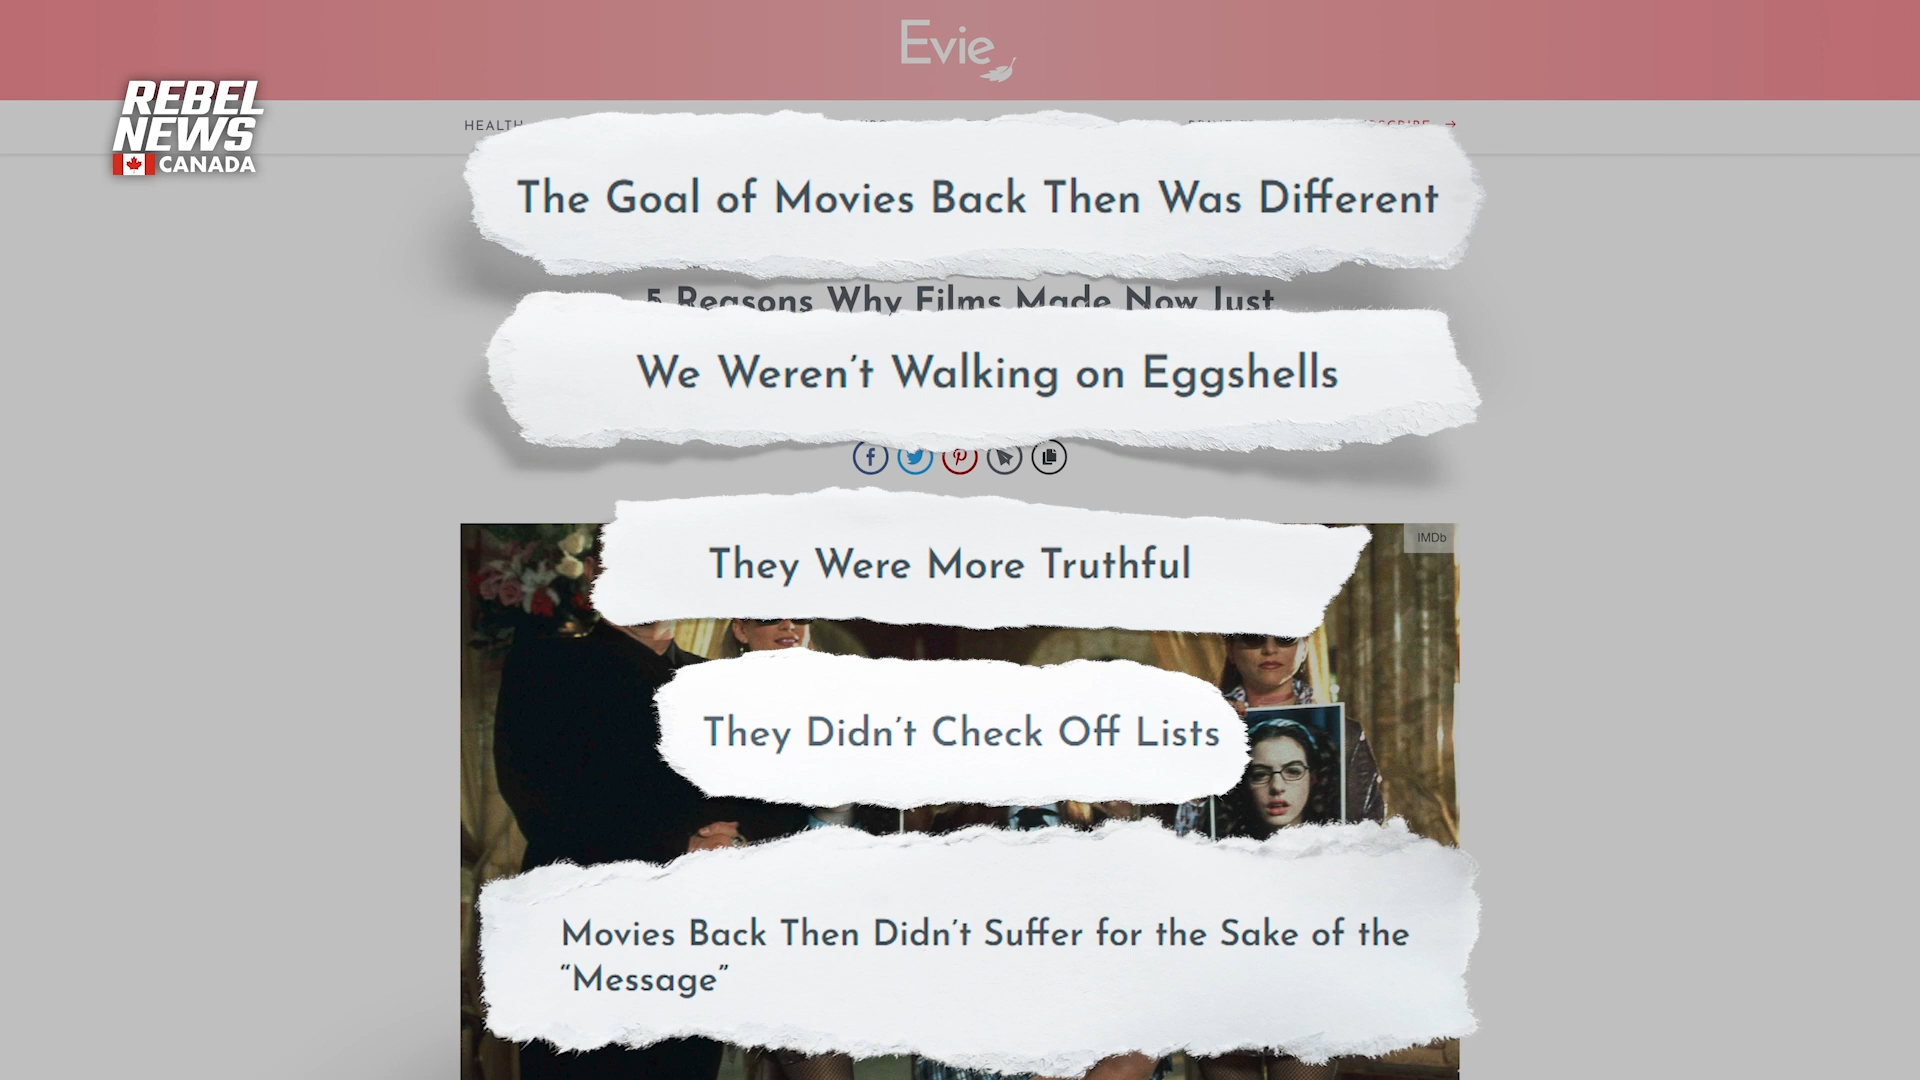 Evie
REBEL
NEWS
CANADA
HEALTH
The Goal of Movies Back Then Was Different
5 Reasons Why Films Made Now Just
We Weren't Walking on Eggshells
IMDb
They Were More Truthful
They Didn't Check Off Lists
Movies Back Then Didn't Suffer for the Sake of the
“Message”